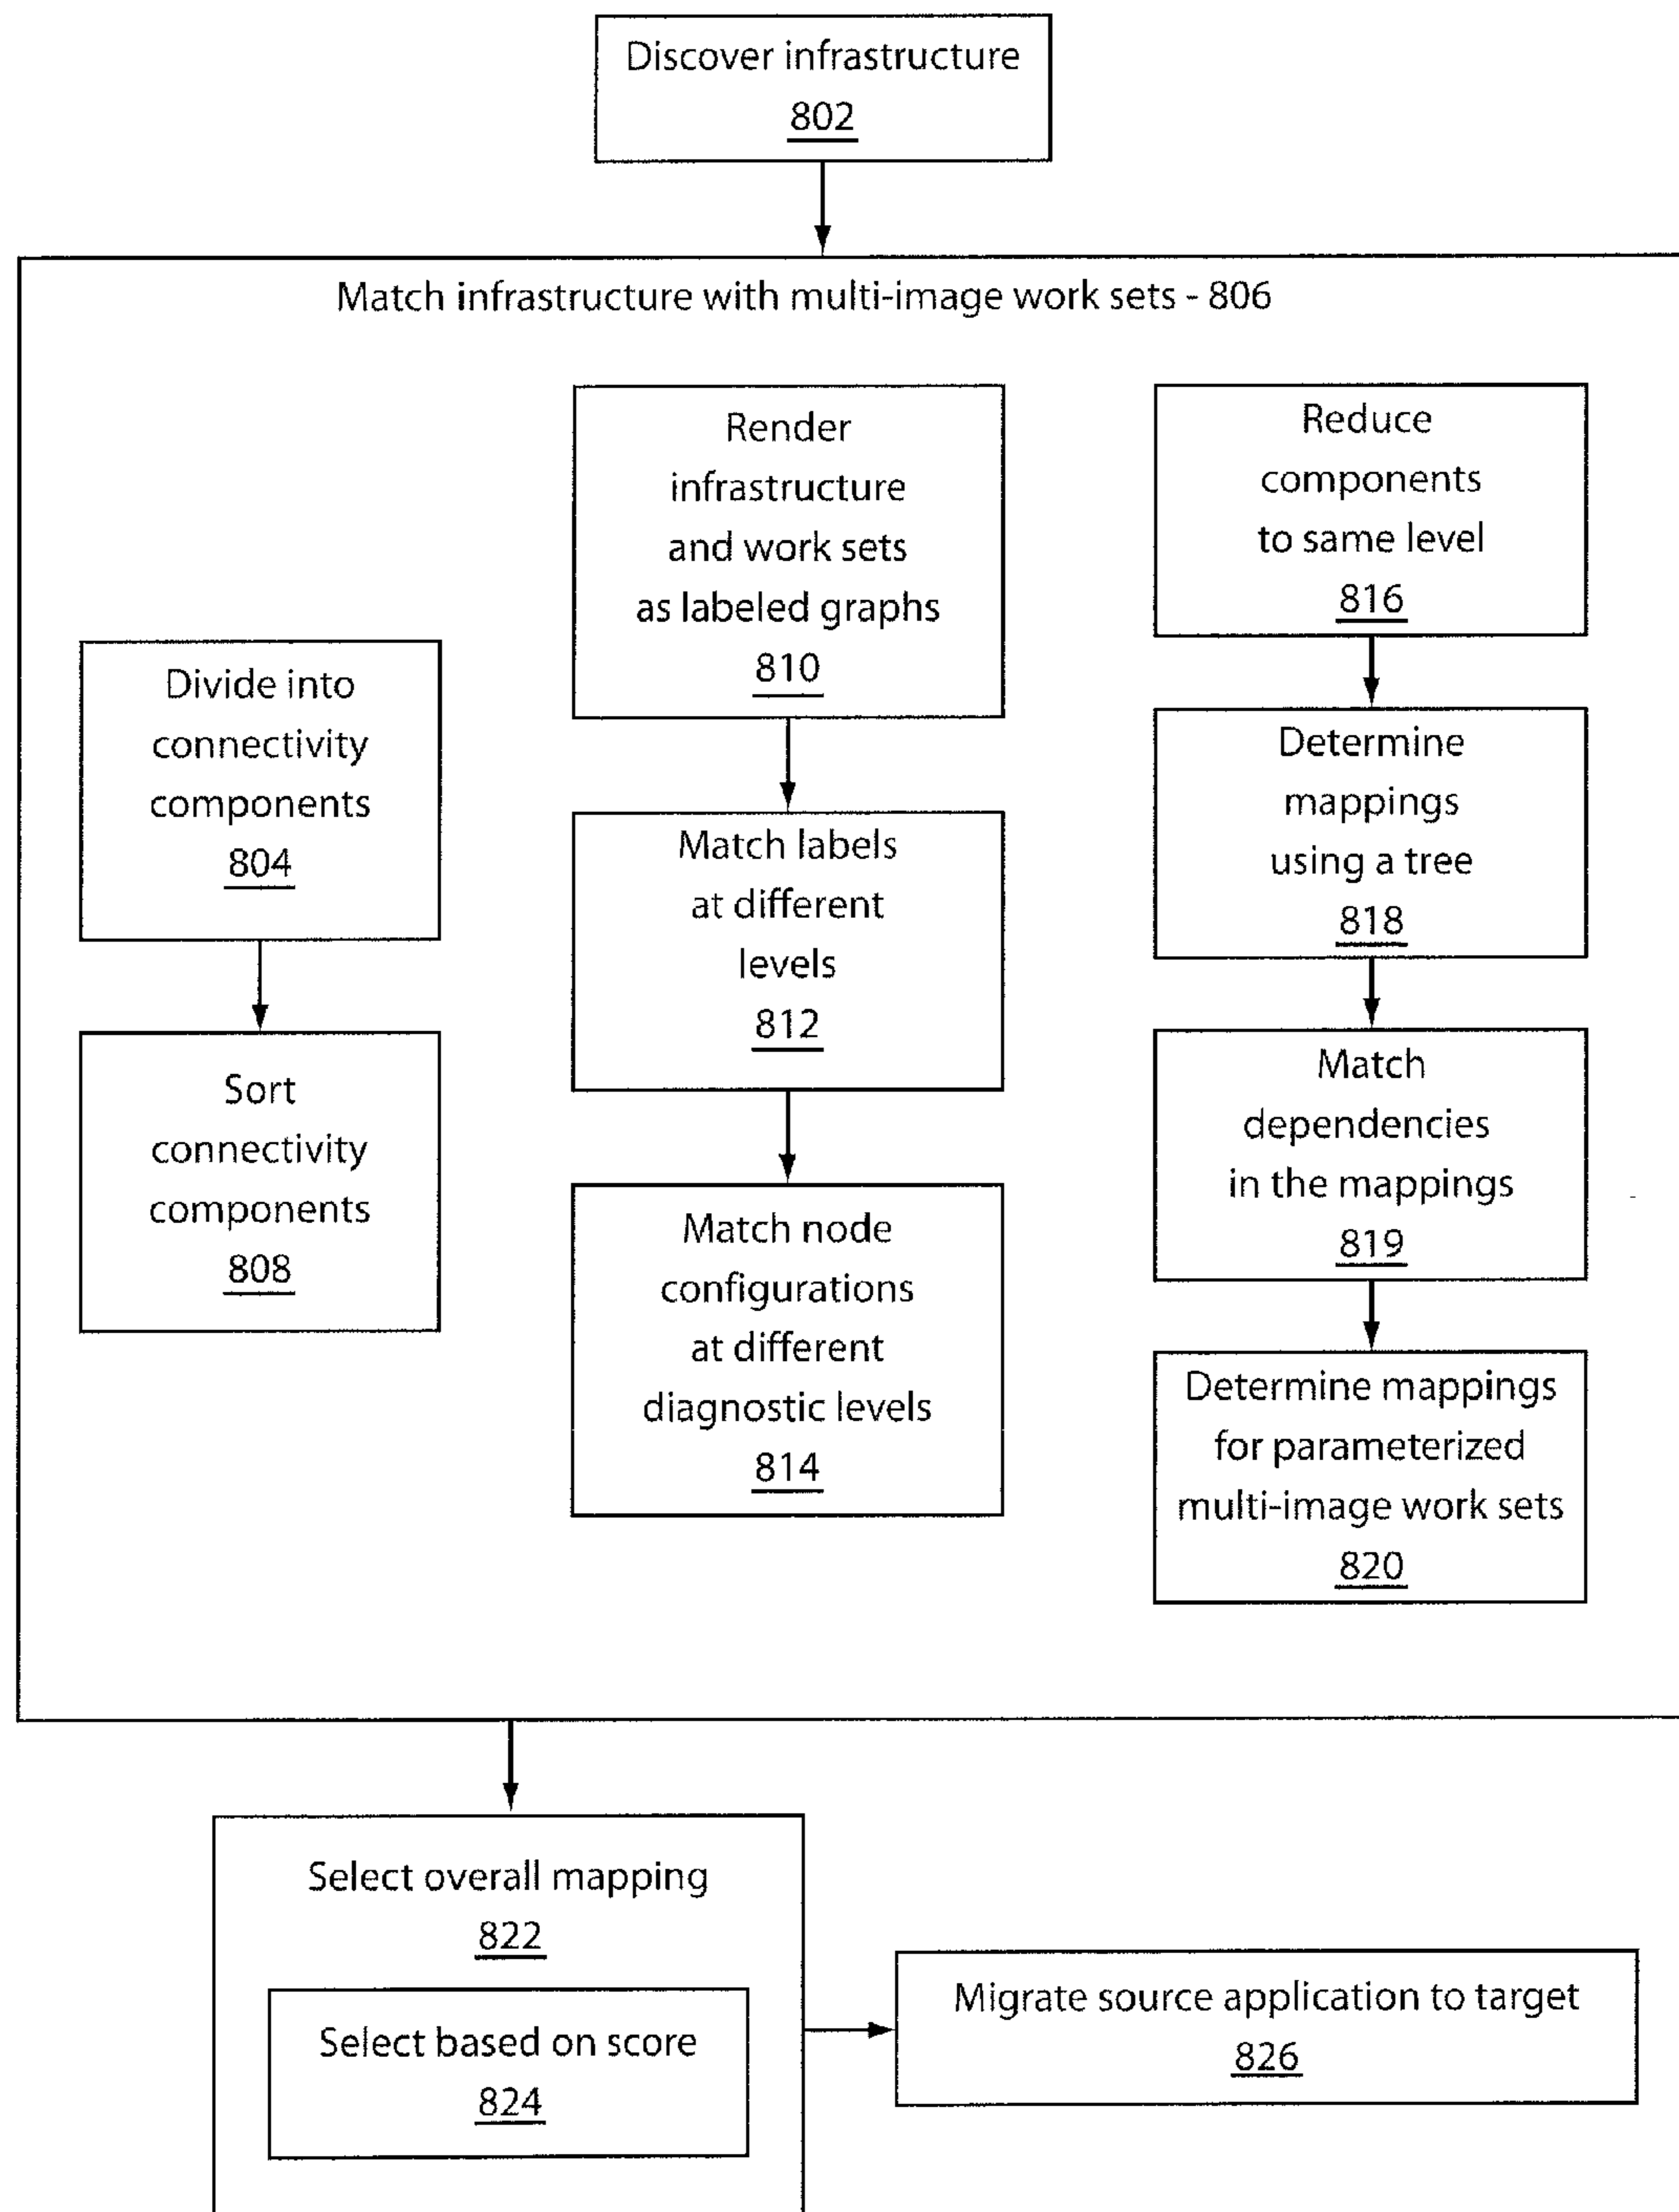 Discover infrastructure
802
Match infrastructure with multi-image work sets - 806
Divide into
connectivity
components
804
Sort
connectivity
components
808
Render
infrastructure
and work sets
as labeled graphs
810
Match labels
at different
levels
812
Match node
configurations
at different
diagnostic levels
814
Reduce
components
to same level
816
Determine
mappings
using a tree
818
Match
dependencies
in the mappings
819
Determine mappings
for parameterized
multi-image work sets
820
Select overall mapping
822
Select based on score
824
Migrate source application to target
826